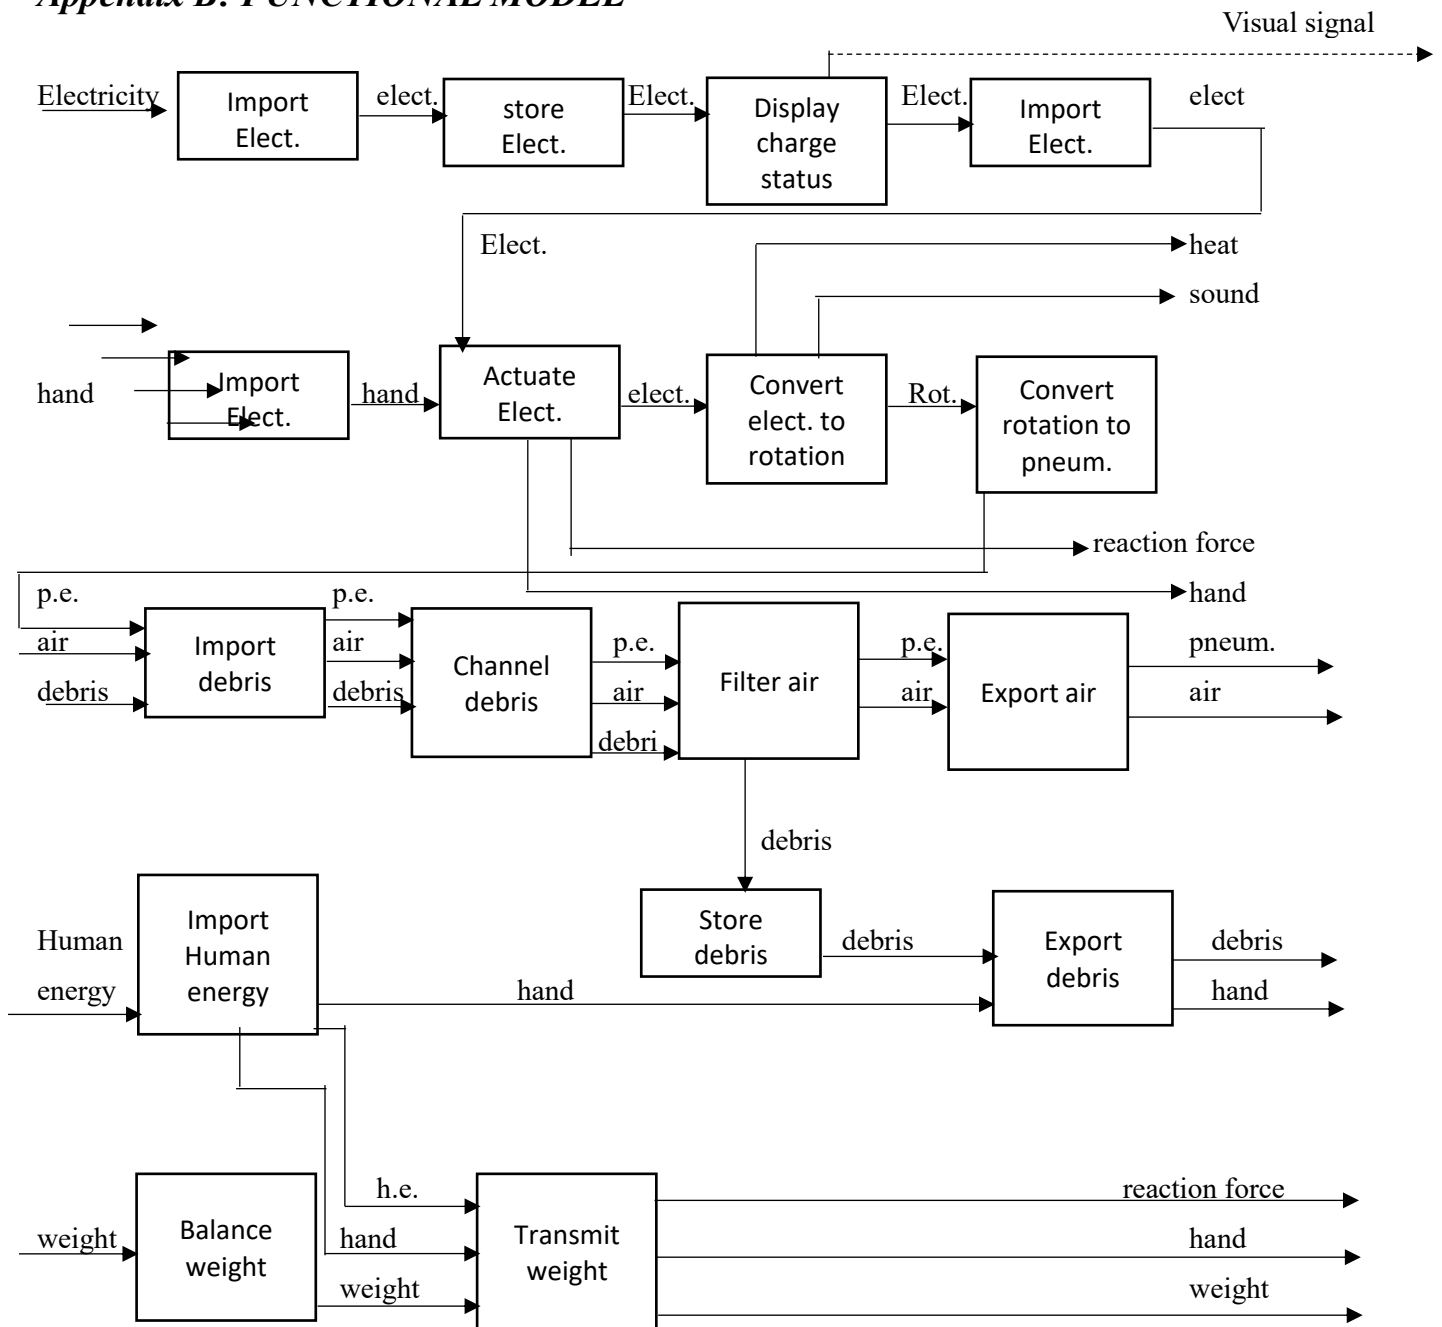 Appendix B: FUNCTIONAL MODEL
Visual signal
Electricity
Import
Elect.
elect.
store
Elect.
Elect.
Display
charge
status
Elect.
Import
Elect.
elect
Elect.
heat
sound
hand
Import
Elect.
hand
Actuate
Elect.
elect.
Convert
elect. to
rotation
Rot.
Convert
rotation to
pneum.
reaction force
hand
p.e.
air
debris
Import
debris
p.e.
air
debris
Channel
debris
p.e.
air
debri
Filter air
p.e.
air
Export air
pneum.
air
debris
Human
energy
Import
Human
energy
hand
Store
debris
debris
Export
debris
debris
hand
weight
Balance
weight
h.e.
hand
weight
Transmit
weight
reaction force
hand
weight